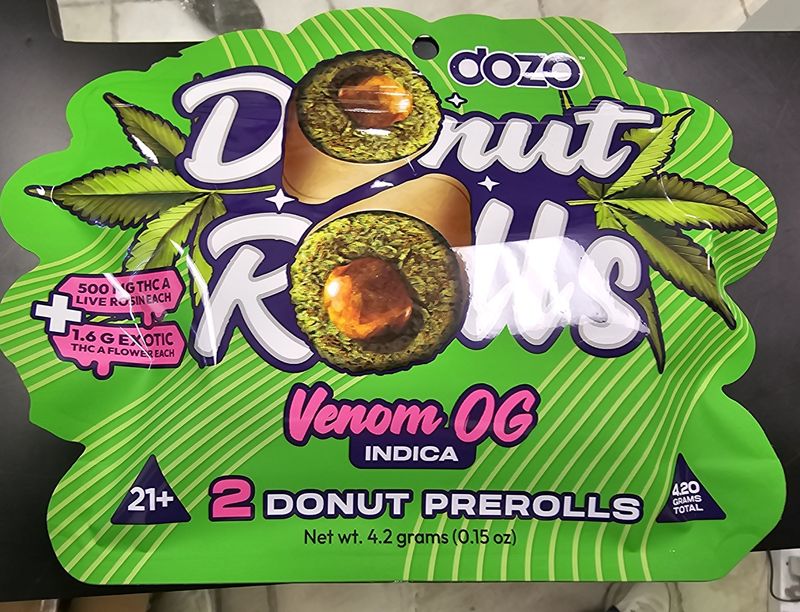 dozo™
Donut
Rolls
500 MG THC A
LIVE ROSIN EACH
+
1.6 G EXOTIC
THC A FLOWER EACH
Venom OG
INDICA
21+
2 DONUT PREROLLS
4.20
GRAMS
TOTAL
Net wt. 4.2 grams (0.15 oz)